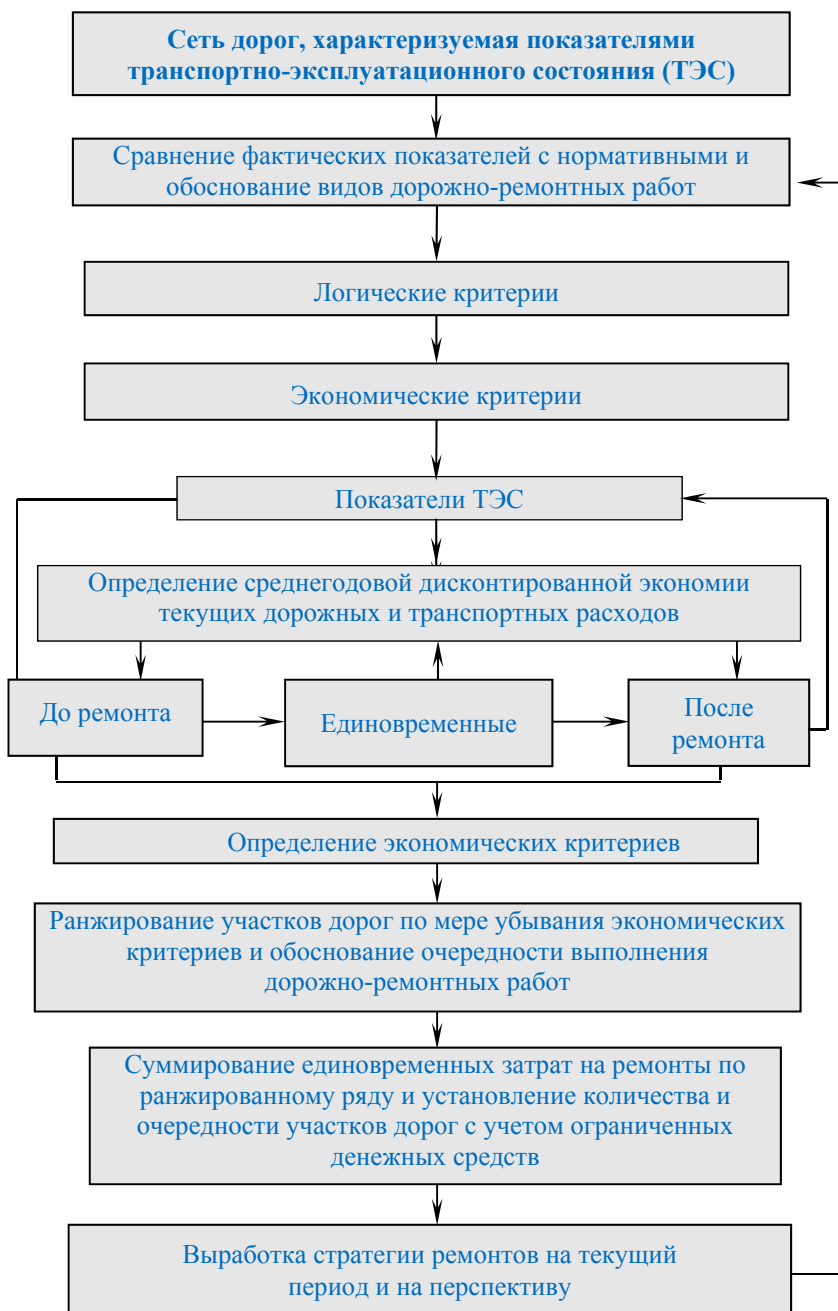 Сеть дорог, характеризуемая показателями
транспортно-эксплуатационного состояния (ТЭС)
Сравнение фактических показателей с нормативными и
обоснование видов дорожно-ремонтных работ
Логические критерии
Экономические критерии
Показатели ТЭС
Определение среднегодовой дисконтированной экономии
текущих дорожных и транспортных расходов
До ремонта
Единовременные
После
ремонта
Определение экономических критериев
Ранжирование участков дорог по мере убывания экономических
критериев и обоснование очередности выполнения
дорожно-ремонтных работ
Суммирование единовременных затрат на ремонты по
ранжированному ряду и установление количества и
очередности участков дорог с учетом ограниченных
денежных средств
Выработка стратегии ремонтов на текущий
период и на перспективу